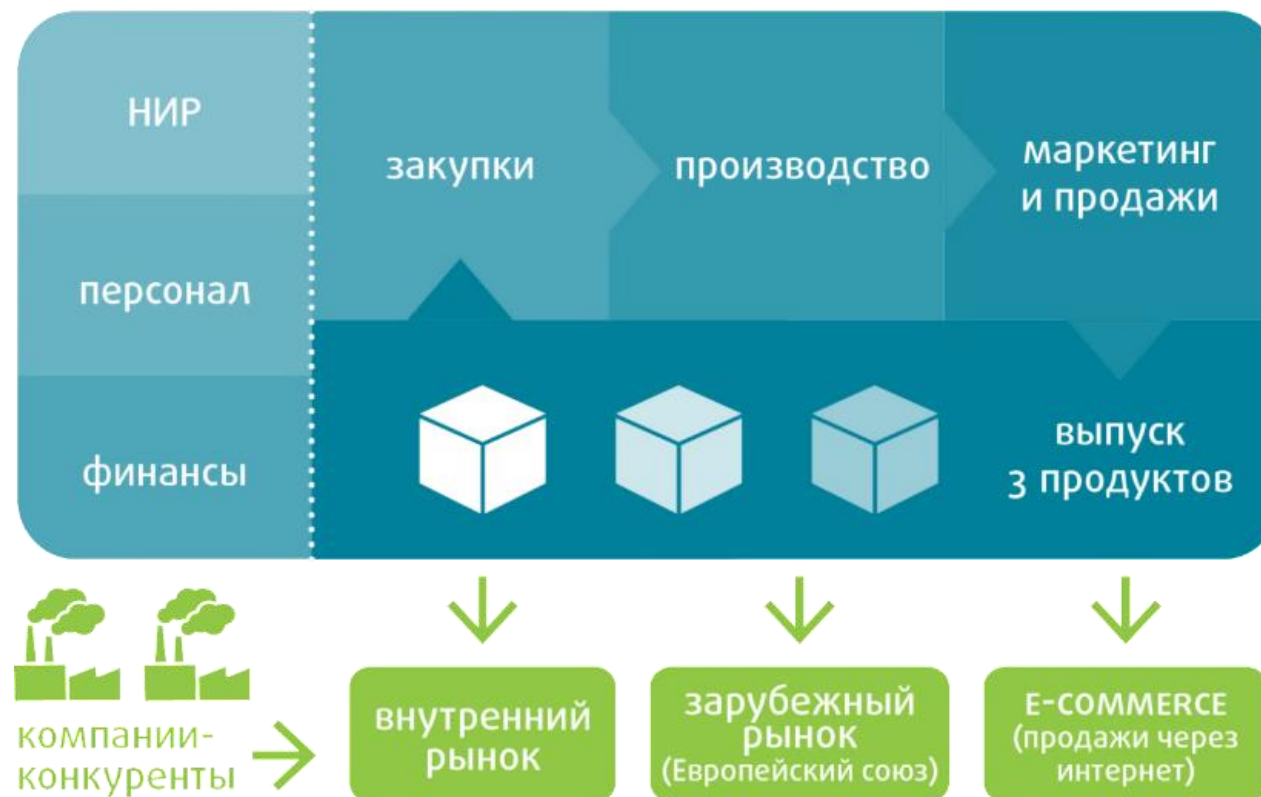 НИР
персонал
финансы
закупки
производство
маркетинг
и продажи
выпуск
3 продуктов
компании-
конкуренты
внутренний
рынок
зарубежный
рынок
(Европейский союз)
E-COMMERCE
(продажи через
интернет)